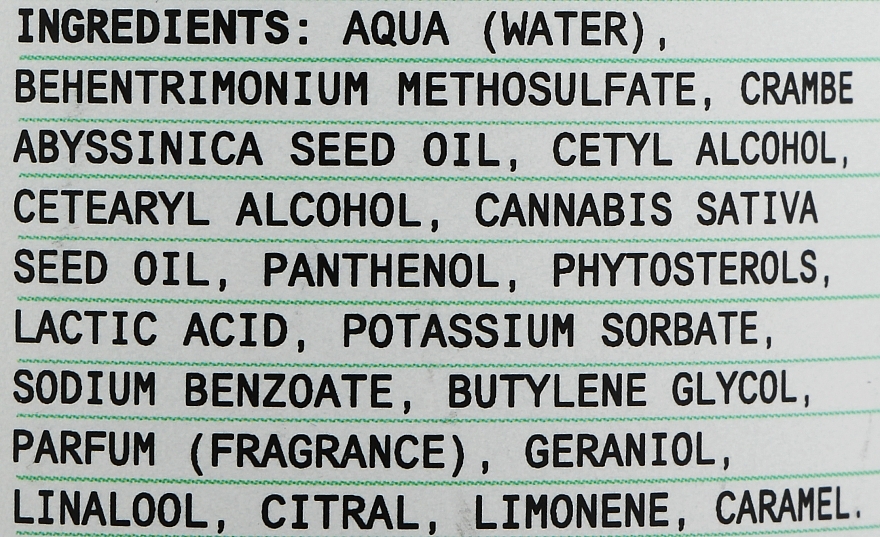 INGREDIENTS: AQUA (WATER),
BEHENTRIMONIUM METHOSULFATE, CRAMBE
ABYSSINICA SEED OIL, CETYL ALCOHOL,
CETEARYL ALCOHOL, CANNABIS SATIVA
SEED OIL, PANTHENOL, PHYTOSTEROLS,
LACTIC ACID, POTASSIUM SORBATE,
SODIUM BENZOATE, BUTYLENE GLYCOL,
PARFUM (FRAGRANCE), GERANIOL,
LINALOOL, CITRAL, LIMONENE, CARAMEL.